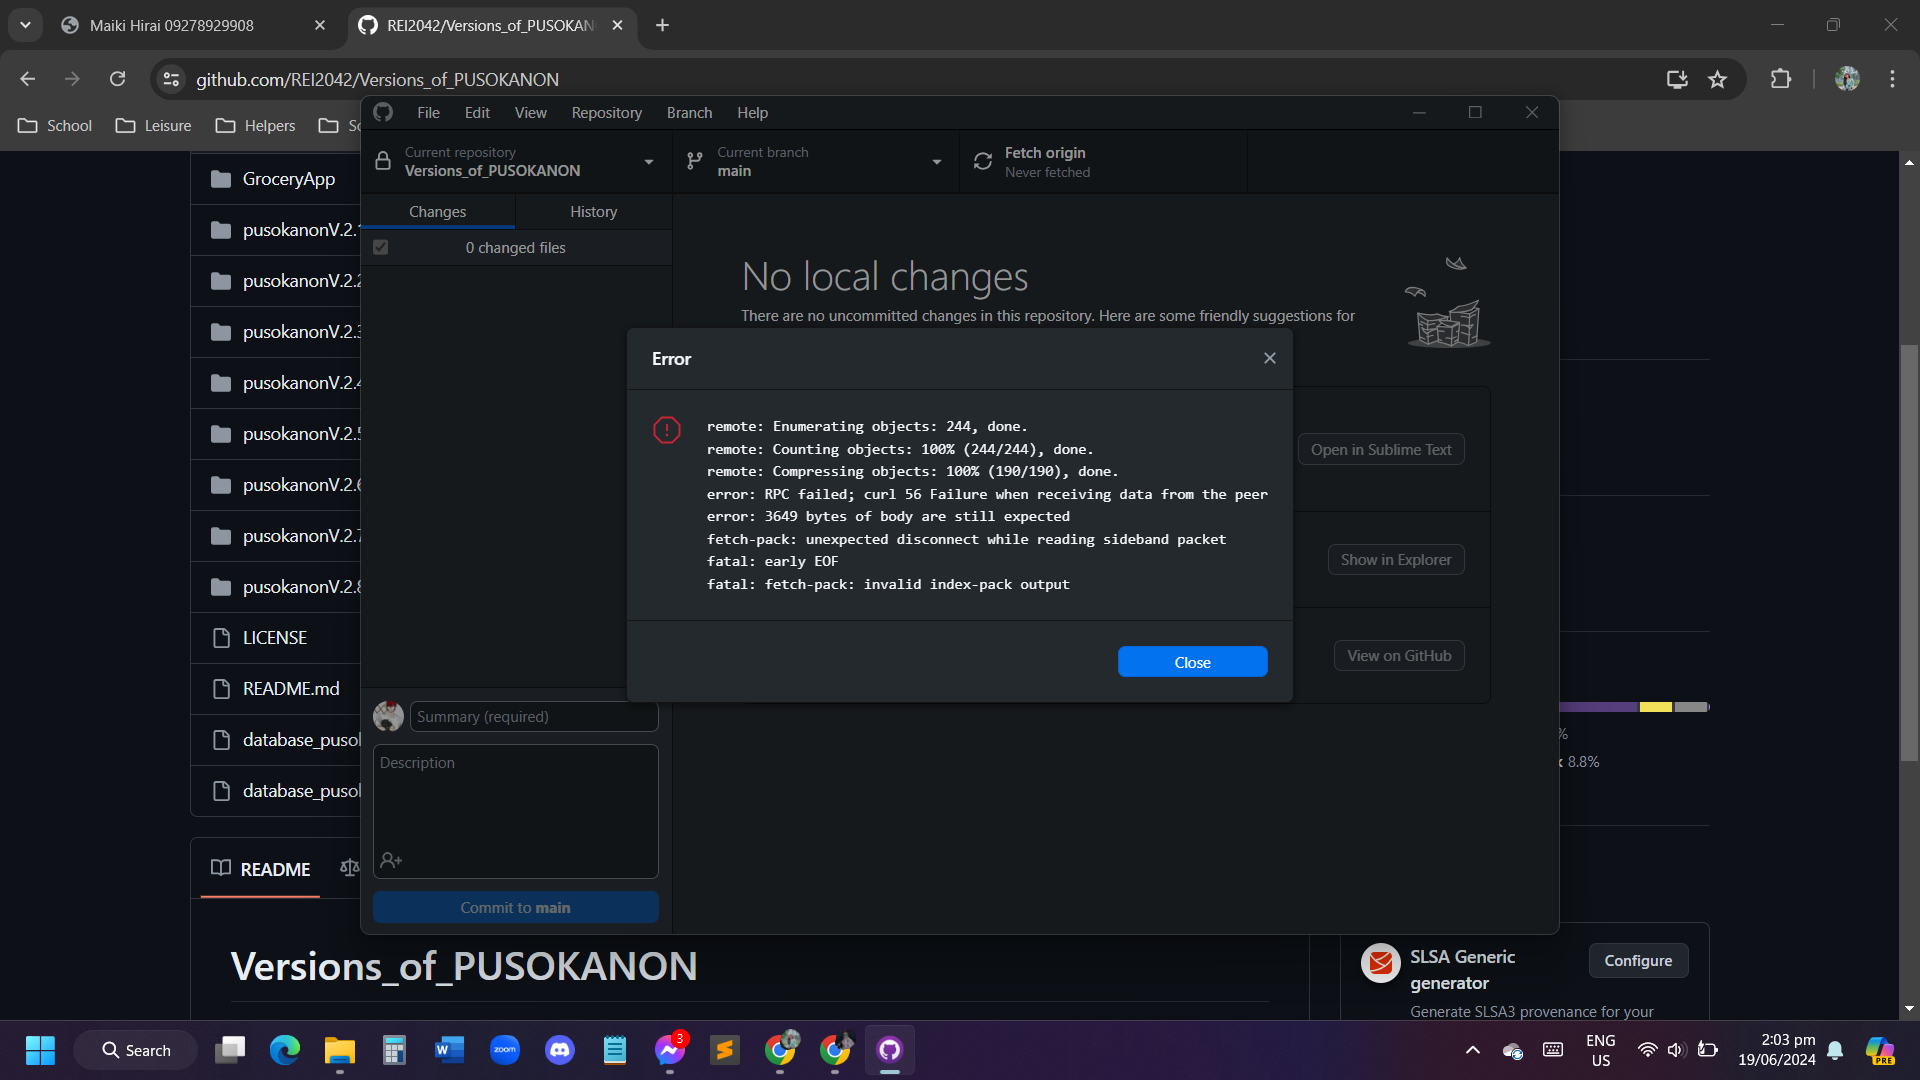 Maiki Hirai 09278929908
REI2042/Versions_of_PUSOKAN
github.com/REI2042/Versions_of_PUSOKANON
School
Leisure
Helpers
File Edit View Repository Branch Help
Current repository
Versions_of_PUSOKANON
Current branch
main
Fetch origin
Never fetched
Changes
History
0 changed files
No local changes
There are no uncommitted changes in this repository. Here are some friendly suggestions for
GroceryApp
pusokanonV.2.1
pusokanonV.2.2
pusokanonV.2.3
pusokanonV.2.4
pusokanonV.2.5
pusokanonV.2.6
pusokanonV.2.7
pusokanonV.2.8
LICENSE
README.md
database_pusol
database_pusol
Error
remote: Enumerating objects: 244, done.
remote: Counting objects: 100% (244/244), done.
remote: Compressing objects: 100% (190/190), done.
error: RPC failed; curl 56 Failure when receiving data from the peer
error: 3649 bytes of body are still expected
fetch-pack: unexpected disconnect while reading sideband packet
fatal: early EOF
fatal: fetch-pack: invalid index-pack output
Close
Open in Sublime Text
Show in Explorer
View on GitHub
%
8.8%
Summary (required)
Description
Commit to main
README
Versions_of_PUSOKANON
SLSA Generic
generator
Configure
Generate SLSA3 provenance for your
Search
zoom
3
ENG
US
2:03 pm
19/06/2024
PRE